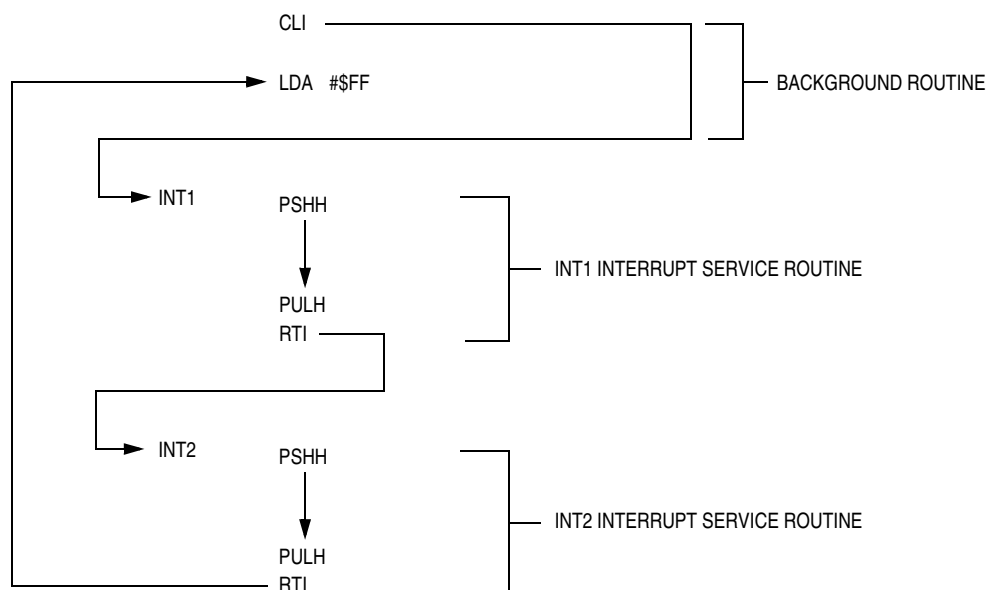 CLI
LDA #$FF
BACKGROUND ROUTINE
INT1
PSHH
INT1 INTERRUPT SERVICE ROUTINE
PULH
RTI
INT2
PSHH
INT2 INTERRUPT SERVICE ROUTINE
PULH
RTI